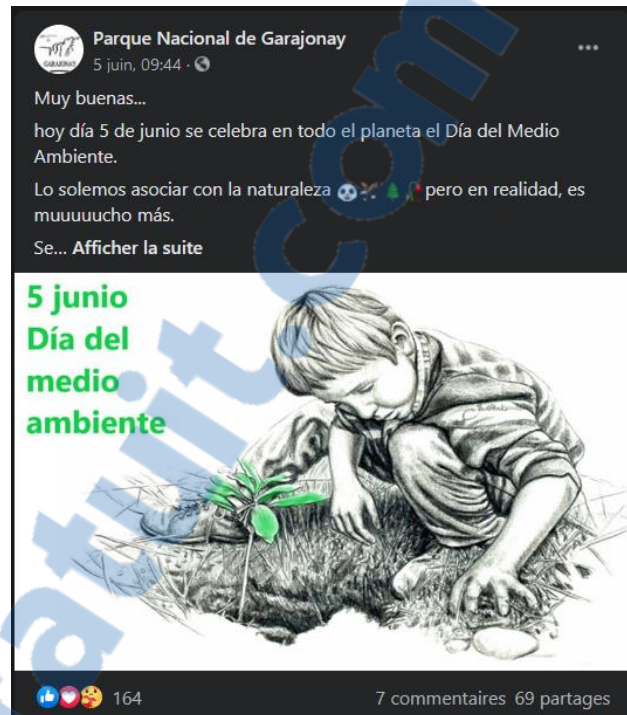 Parque Nacional de Garajonay
5 juin, 09:44 ·
GARAJONAY
Muy buenas...
hoy día 5 de junio se celebra en todo el planeta el Día del Medio
Ambiente.
Lo solemos asociar con la naturaleza 🐼 🌲 🥀 pero en realidad, es
muuuuucho más.
Se... Afficher la suite
5 junio
Día del
medio
ambiente
164
7 commentaires 69 partages